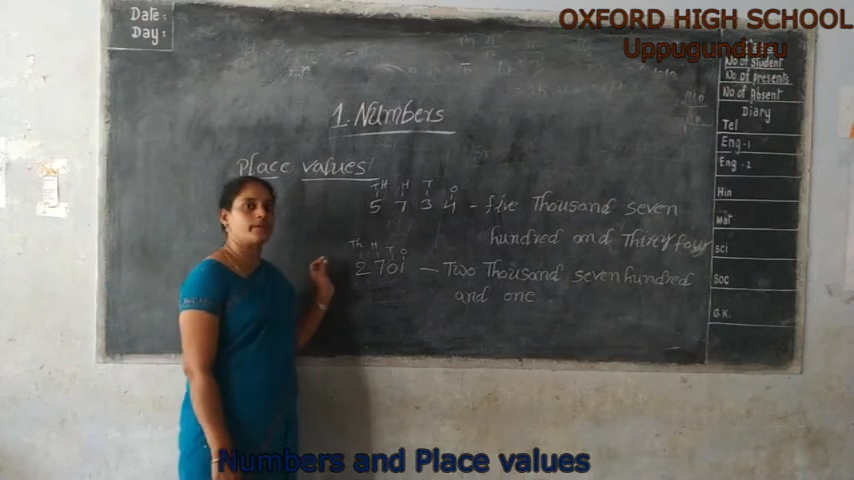 OXFORD HIGH SCHOOL
Uppugunduru
Date:
Day:
No of Student
No of presents
No of Absent
Diary
Tel
Eng-1
Eng-2
Hin
Mat
Sci
Soc
G.K.
1. Numbers
Place values
TH H T O
5 7 3 4 - five Thousand seven
hundred and Thirty four
Th H T O
2 7 0 1 - Two Thousand seven hundred
and one
Numbers and Place values